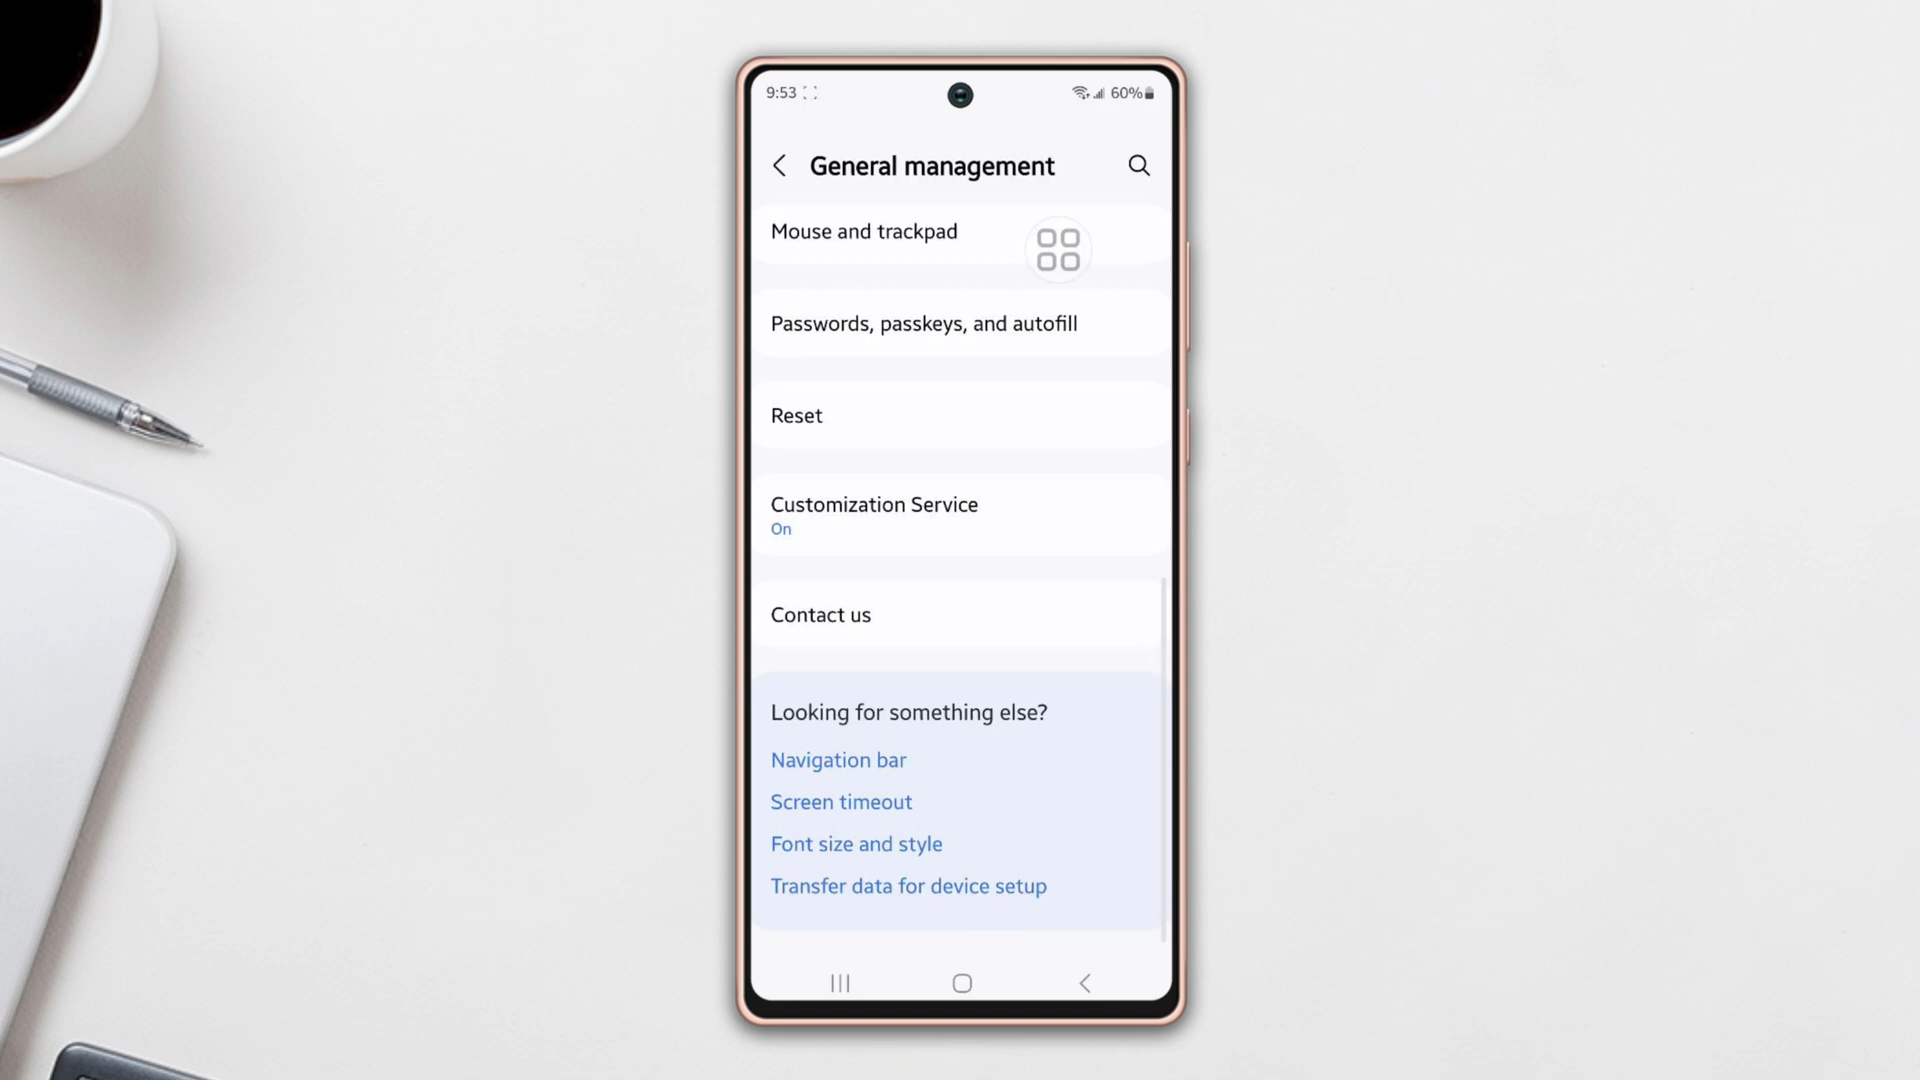 9:53
60%
General management
Mouse and trackpad
Passwords, passkeys, and autofill
Reset
Customization Service
On
Contact us
Looking for something else?
Navigation bar
Screen timeout
Font size and style
Transfer data for device setup